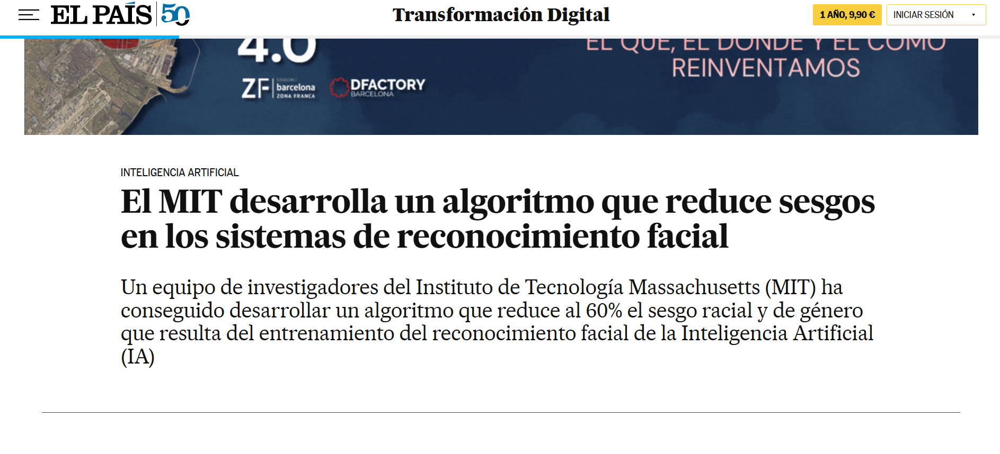 EL PAÍS 50
Transformación Digital
1 AÑO, 9,90 €
INICIAR SESIÓN
4.0
EL QUÉ, EL DÓNDE Y EL CÓMO
REINVENTAMOS
ZF CONSORCI
barcelona
ZONA FRANCA
DFACTORY
BARCELONA
INTELIGENCIA ARTIFICIAL
El MIT desarrolla un algoritmo que reduce sesgos
en los sistemas de reconocimiento facial
Un equipo de investigadores del Instituto de Tecnología Massachusetts (MIT) ha
conseguido desarrollar un algoritmo que reduce al 60% el sesgo racial y de género
que resulta del entrenamiento del reconocimiento facial de la Inteligencia Artificial
(IA)